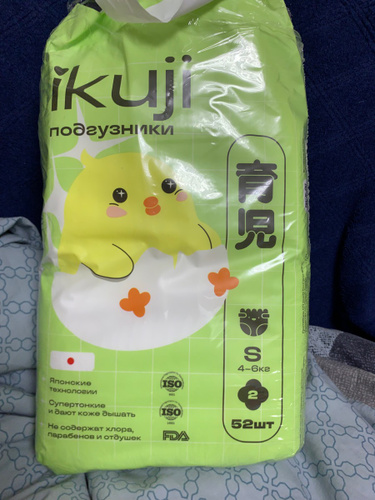 ikuji
подгузники
育児
S
4–6кг
2
52шт
Японские
технологии
Супертонкие
и дают коже дышать
Не содержат хлора,
парабенов и отдушек
ISO
ISO
FDA